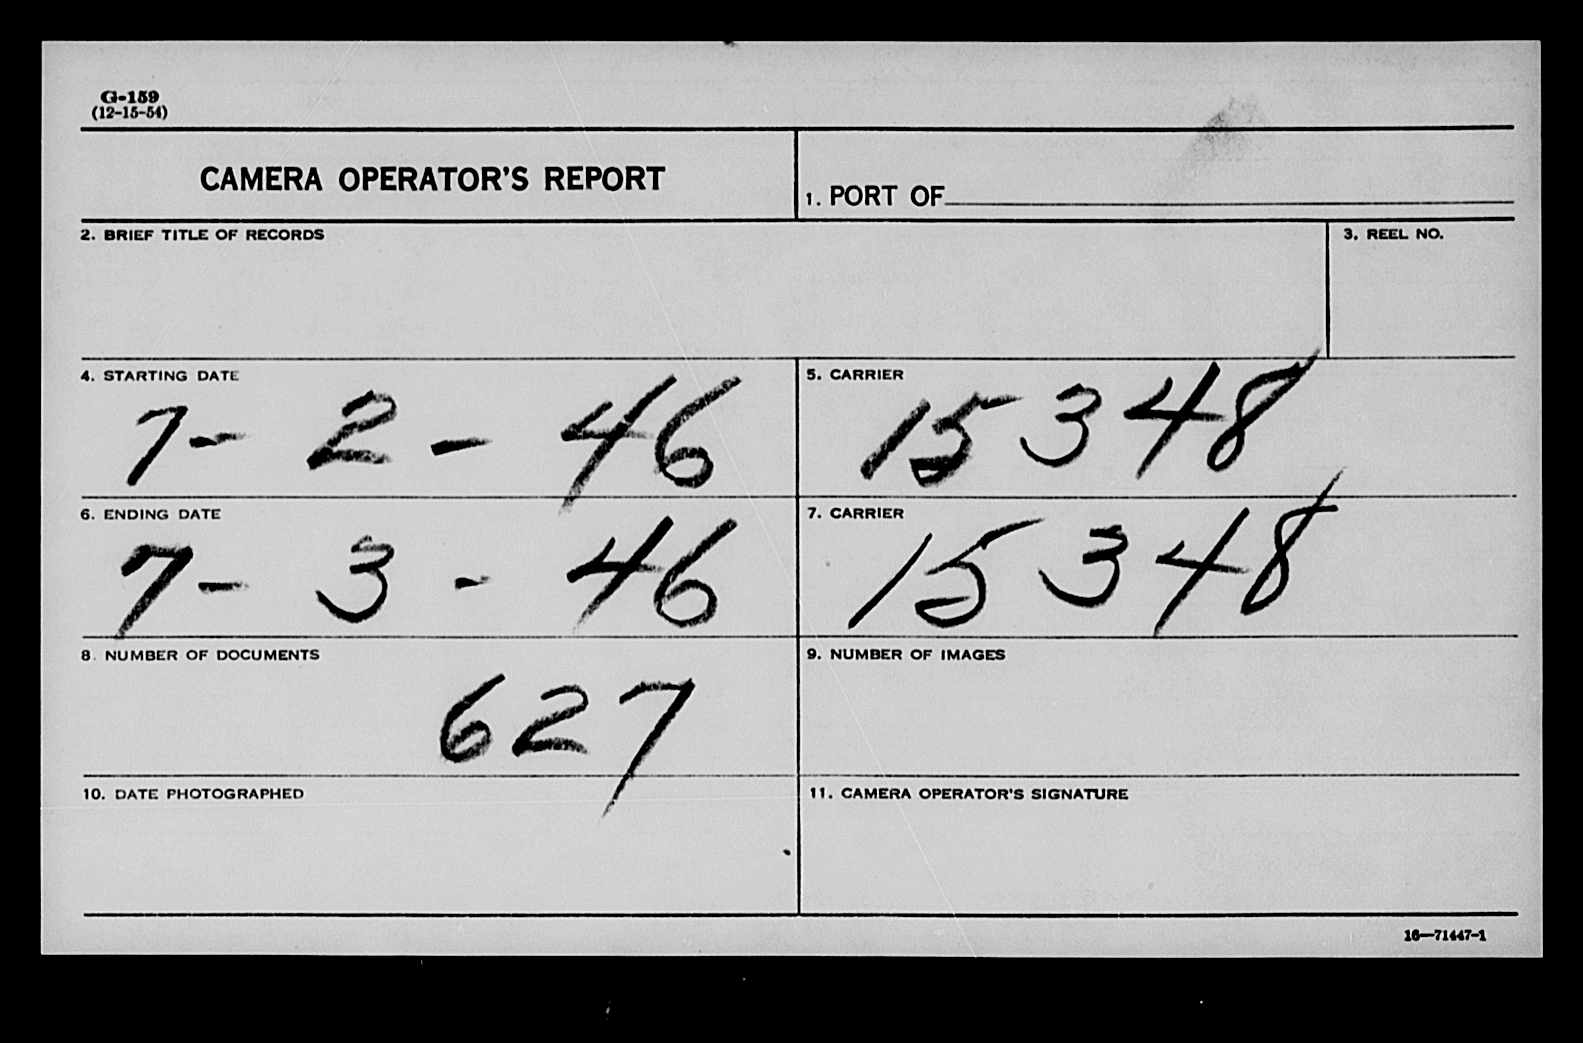 G-159
(12-15-54)
CAMERA OPERATOR'S REPORT
1. PORT OF
2. BRIEF TITLE OF RECORDS
3. REEL NO.
4. STARTING DATE
7- 2 - 46
5. CARRIER
15348
6. ENDING DATE
7- 3 - 46
7. CARRIER
15348
8. NUMBER OF DOCUMENTS
627
9. NUMBER OF IMAGES
10. DATE PHOTOGRAPHED
11. CAMERA OPERATOR'S SIGNATURE
16—71447-1